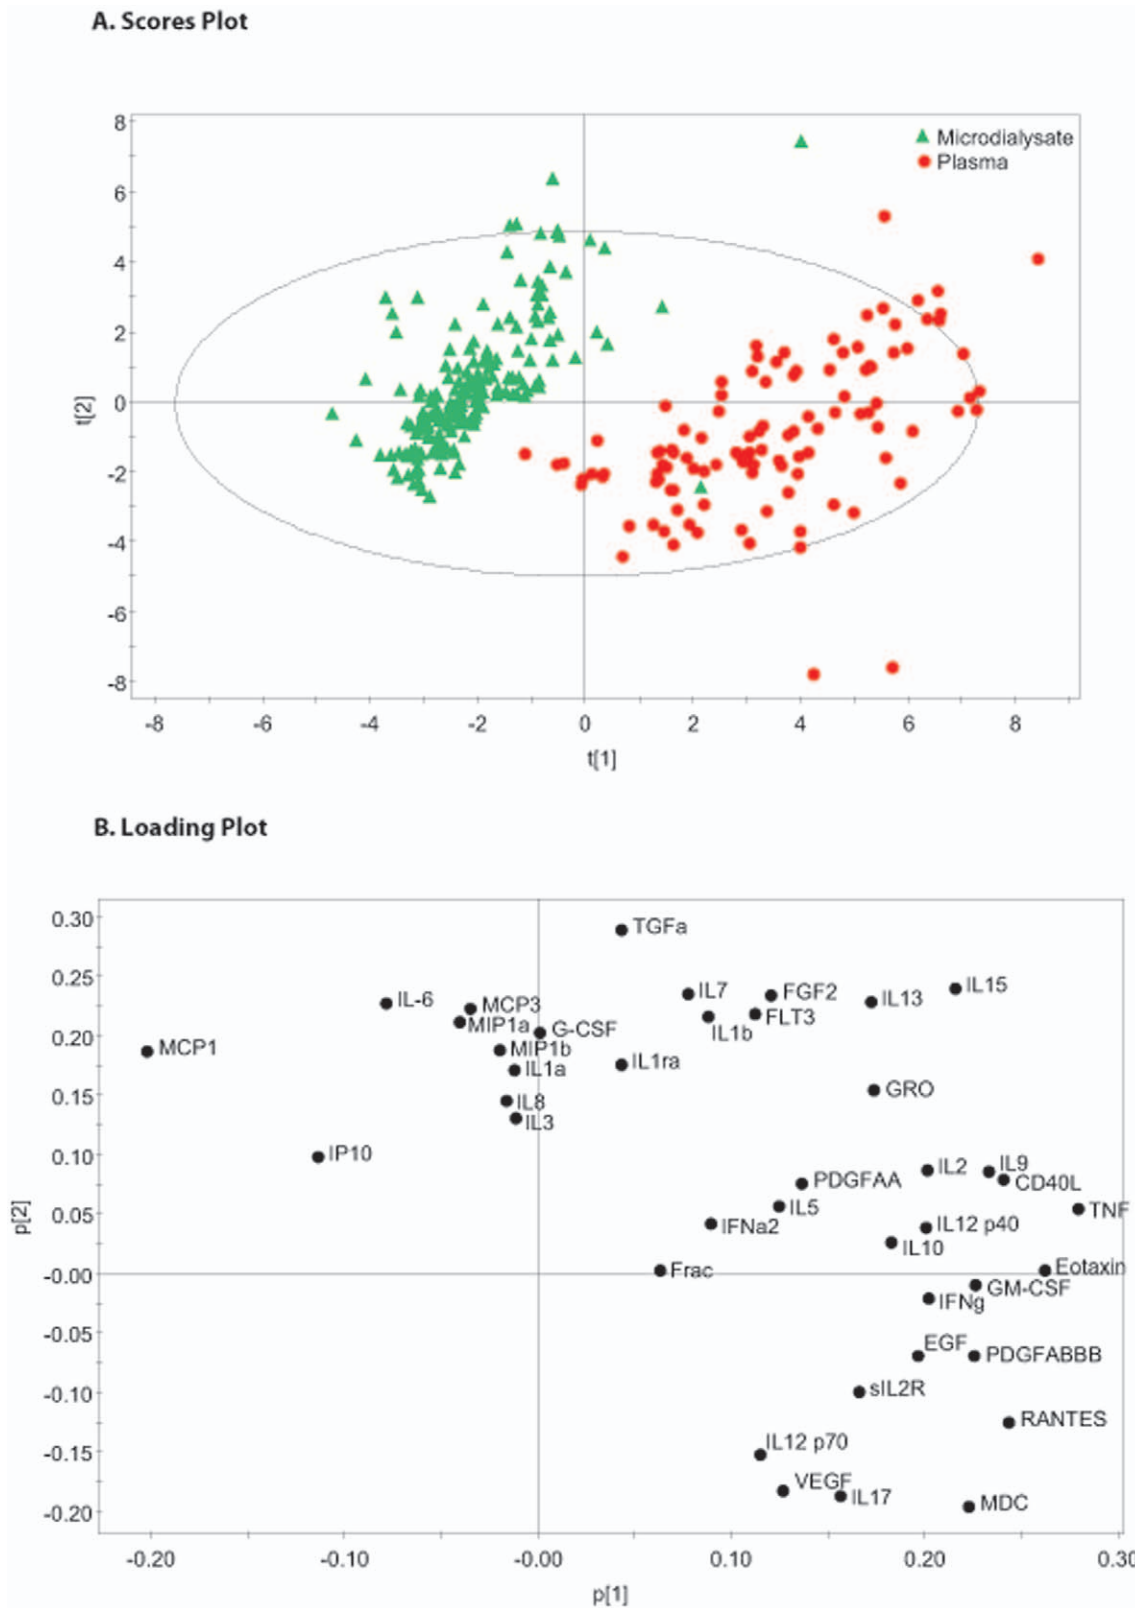 A. Scores Plot
Microdialysate
Plasma
8
6
4
2
0
-2
-4
-6
-8
t[2]
-8 -6 -4 -2 0 2 4 6 8
t[1]
B. Loading Plot
0.30
0.25
0.20
0.15
0.10
0.05
-0.00
-0.05
-0.10
-0.15
-0.20
p[2]
TGFa
IL7
FGF2
IL15
IL-6
MCP3
IL13
MIP1a
G-CSF
IL1b
FLT3
MCP1
MIP1b
IL1a
IL1ra
GRO
IL8
IL3
IP10
IL2
IL9
PDGFAA
CD40L
IL5
TNF
IFNa2
IL12 p40
IL10
Frac
Eotaxin
GM-CSF
IFNg
EGF
PDGFABBB
sIL2R
RANTES
IL12 p70
VEGF
IL17
MDC
-0.20 -0.10 -0.00 0.10 0.20 0.30
p[1]